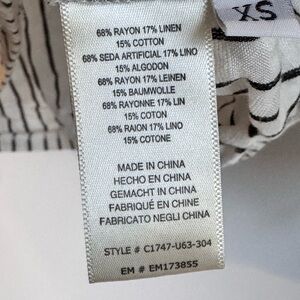 XS
68% RAYON 17% LINEN
15% COTTON
68% SEDA ARTIFICIAL 17% LINO
15% ALGODON
68% RAYON 17% LEINEN
15% BAUMWOLLE
68% RAYONNE 17% LIN
15% COTON
68% RAION 17% LINO
15% COTONE
MADE IN CHINA
HECHO EN CHINA
GEMACHT IN CHINA
FABRIQUÉ EN CHINE
FABRICATO NEGLI CHINA
STYLE # C1747-U63-304
EM # EM173855